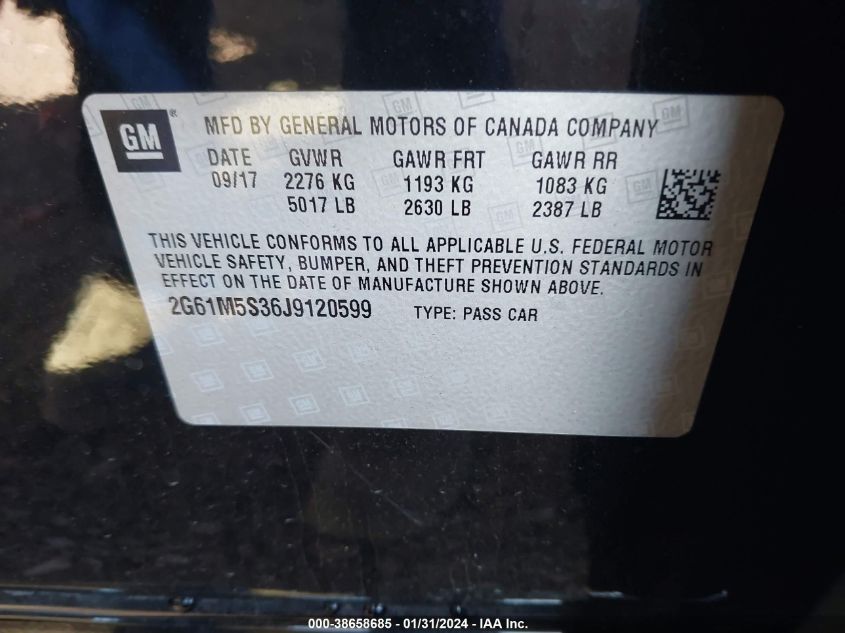 GM ®
MFD BY GENERAL MOTORS OF CANADA COMPANY
DATE GVWR GAWR FRT GAWR RR
09/17 2276 KG 1193 KG 1083 KG
5017 LB 2630 LB 2387 LB
THIS VEHICLE CONFORMS TO ALL APPLICABLE U.S. FEDERAL MOTOR
VEHICLE SAFETY, BUMPER, AND THEFT PREVENTION STANDARDS IN
EFFECT ON THE DATE OF MANUFACTURE SHOWN ABOVE.
2G61M5S36J9120599 TYPE: PASS CAR
000-38658685 - 01/31/2024 - IAA Inc.